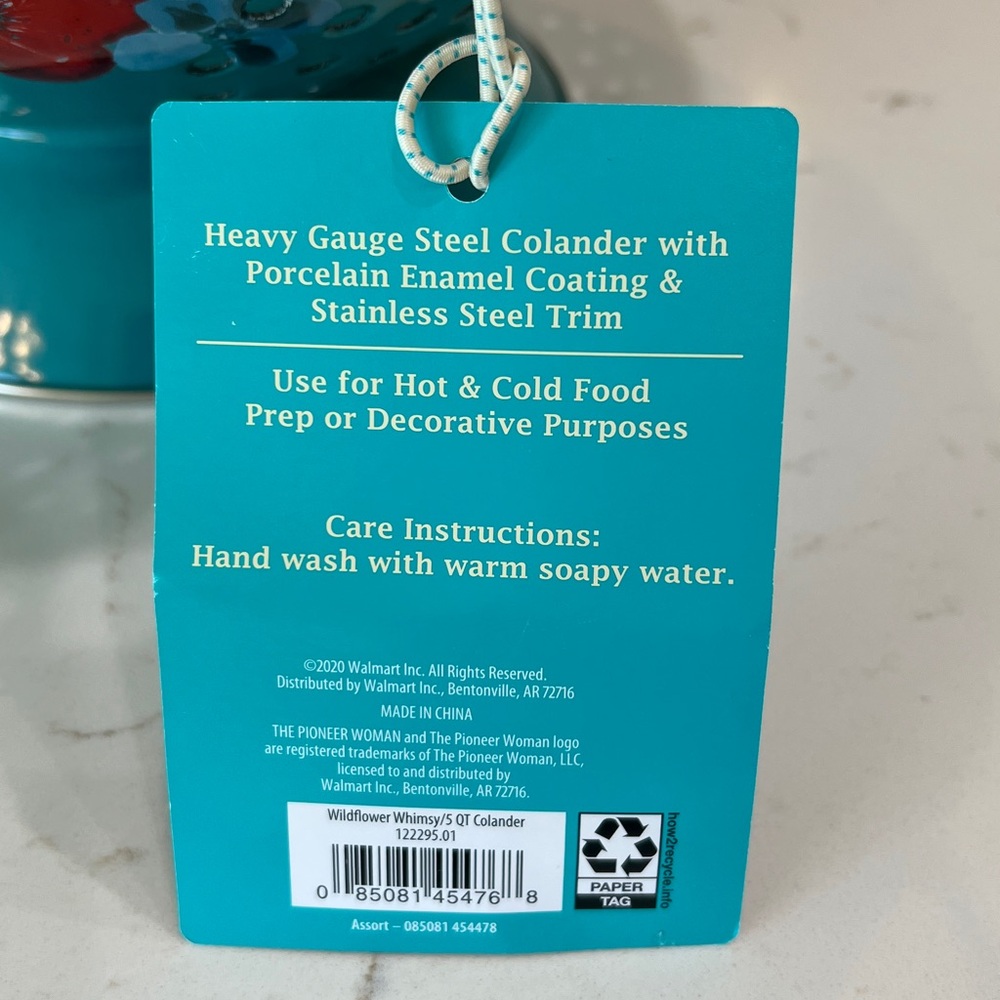 Heavy Gauge Steel Colander with
Porcelain Enamel Coating &
Stainless Steel Trim
Use for Hot & Cold Food
Prep or Decorative Purposes
Care Instructions:
Hand wash with warm soapy water.
©2020 Walmart Inc. All Rights Reserved.
Distributed by Walmart Inc., Bentonville, AR 72716
MADE IN CHINA
THE PIONEER WOMAN and The Pioneer Woman logo
are registered trademarks of The Pioneer Woman, LLC,
licensed to and distributed by
Walmart Inc., Bentonville, AR 72716.
Wildflower Whimsy/5 QT Colander
122295.01
0 85081 45476 8
PAPER
TAG
how2recycle.info
Assort – 085081 454478